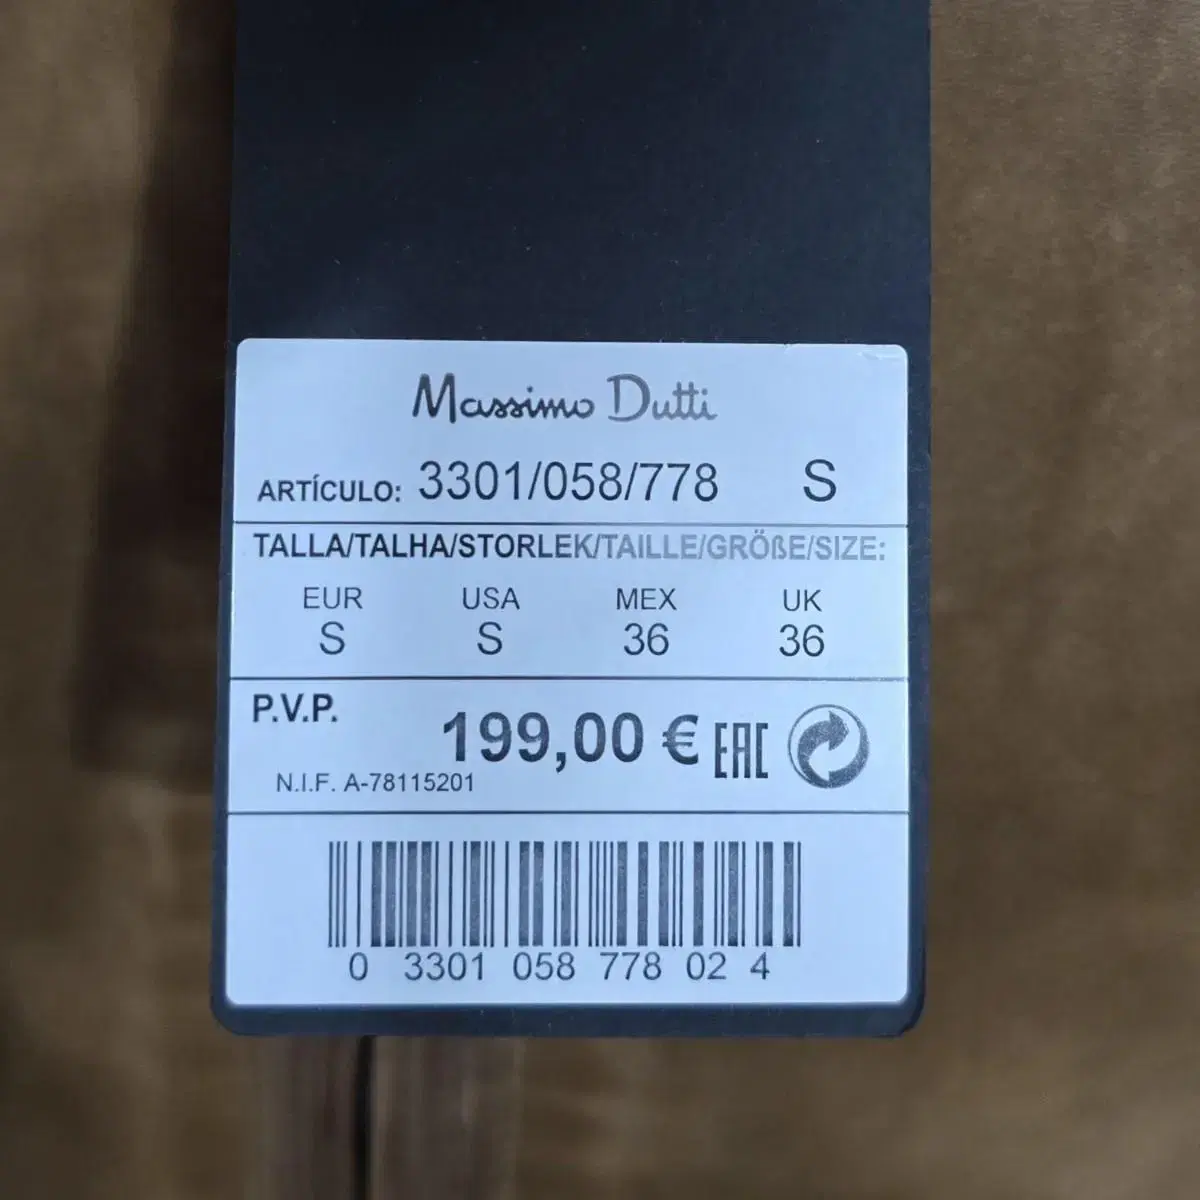 Massimo Dutti
ARTÍCULO: 3301/058/778 S
TALLA/TALHA/STORLEK/TAILLE/GRÖßE/SIZE:
EUR USA MEX UK
S S 36 36
P.V.P. 199,00 € EAC
N.I.F. A-78115201
0 3301 058 778 02 4